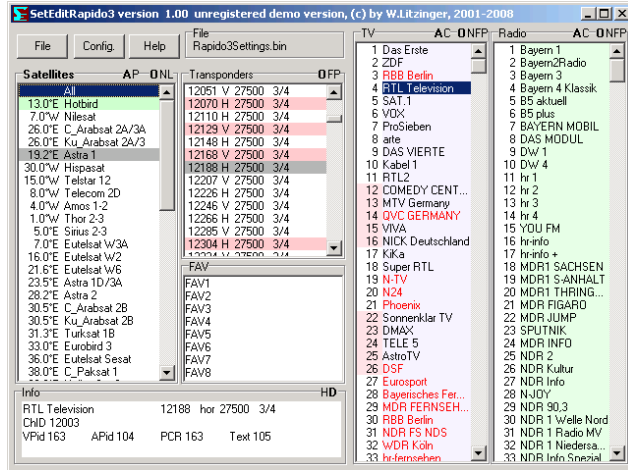 SetEditRapido3 version 1.00 unregistered demo version, (c) by W.Litzinger, 2001-2008
File
Config.
Help
File
Rapido3Settings.bin
Satellites A P O N L
All
13.0°E Hotbird
7.0°W Nilesat
26.0°E C_Arabsat 2A/3A
26.0°E Ku_Arabsat 2A/3
19.2°E Astra 1
30.0°W Hispasat
15.0°W Telstar 12
8.0°W Telecom 2D
4.0°W Amos 1-2
1.0°W Thor 2-3
5.0°E Sirius 2-3
7.0°E Eutelsat W3A
16.0°E Eutelsat W2
21.6°E Eutelsat W6
23.5°E Astra 1D/3A
28.2°E Astra 2
30.5°E C_Arabsat 2B
30.5°E Ku_Arabsat 2B
31.3°E Turksat 1B
33.0°E Eurobird 3
36.0°E Eutelsat Sesat
38.0°E C_Paksat 1
Transponders O F P
12051 V 27500 3/4
12070 H 27500 3/4
12110 H 27500 3/4
12129 V 27500 3/4
12148 H 27500 3/4
12168 V 27500 3/4
12188 H 27500 3/4
12207 V 27500 3/4
12226 H 27500 3/4
12246 V 27500 3/4
12266 H 27500 3/4
12285 V 27500 3/4
12304 H 27500 3/4
12324 V 27500 3/4
FAV
FAV1
FAV2
FAV3
FAV4
FAV5
FAV6
FAV7
FAV8
Info HD
RTL Television 12188 hor 27500 3/4
ChID 12003
VPid 163 APid 104 PCR 163 Text 105
TV A C O N F P
1 Das Erste
2 ZDF
3 RBB Berlin
4 RTL Television
5 SAT.1
6 VOX
7 ProSieben
8 arte
9 DAS VIERTE
10 Kabel 1
11 RTL2
12 COMEDY CENT...
13 MTV Germany
14 QVC GERMANY
15 VIVA
16 NICK Deutschland
17 KiKa
18 Super RTL
19 N-TV
20 N24
21 Phoenix
22 Sonnenklar TV
23 DMAX
24 TELE 5
25 AstroTV
26 DSF
27 Eurosport
28 Bayerisches Fer...
29 MDR FERNSEH...
30 RBB Berlin
31 NDR FS NDS
32 WDR Köln
33 hr-fernsehen
Radio A C O N F P
1 Bayern 1
2 Bayern2Radio
3 Bayern 3
4 Bayern 4 Klassik
5 B5 aktuell
6 B5 plus
7 BAYERN MOBIL
8 DAS MODUL
9 DW 1
10 DW 4
11 hr 1
12 hr 2
13 hr 3
14 hr 4
15 YOU FM
16 hr-info
17 hr-info +
18 MDR1 SACHSEN
19 MDR1 S-ANHALT
20 MDR1 THRING...
21 MDR FIGARO
22 MDR JUMP
23 SPUTNIK
24 MDR INFO
25 NDR 2
26 NDR Kultur
27 NDR Info
28 N-JOY
29 NDR 90,3
30 NDR 1 Welle Nord
31 NDR 1 Radio MV
32 NDR 1 Niedersa...
33 NDR Info Spezial